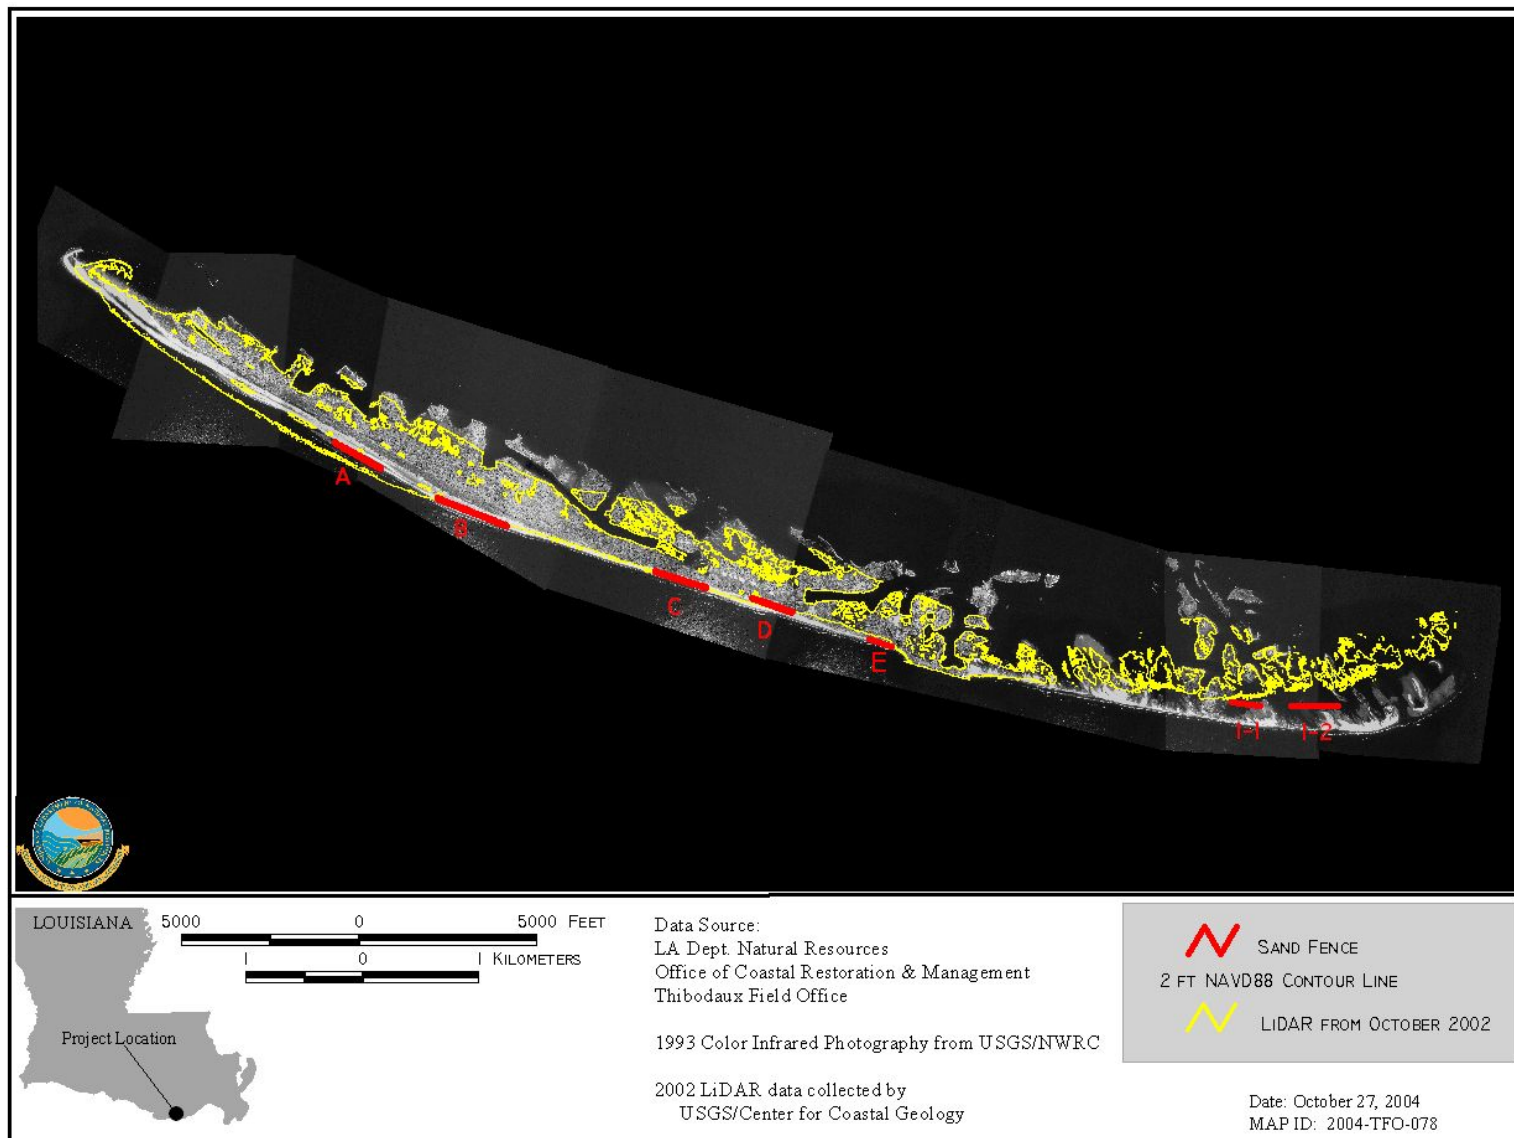 A
B
C
D
E
1-1
1-2
LOUISIANA
5000 0 5000 FEET
1 0 1 KILOMETERS
Project Location
Data Source:
LA Dept. Natural Resources
Office of Coastal Restoration & Management
Thibodaux Field Office
1993 Color Infrared Photography from USGS/NWRC
2002 LiDAR data collected by
USGS/Center for Coastal Geology
SAND FENCE
2 FT NAVD88 CONTOUR LINE
LIDAR FROM OCTOBER 2002
Date: October 27, 2004
MAP ID: 2004-TFO-078